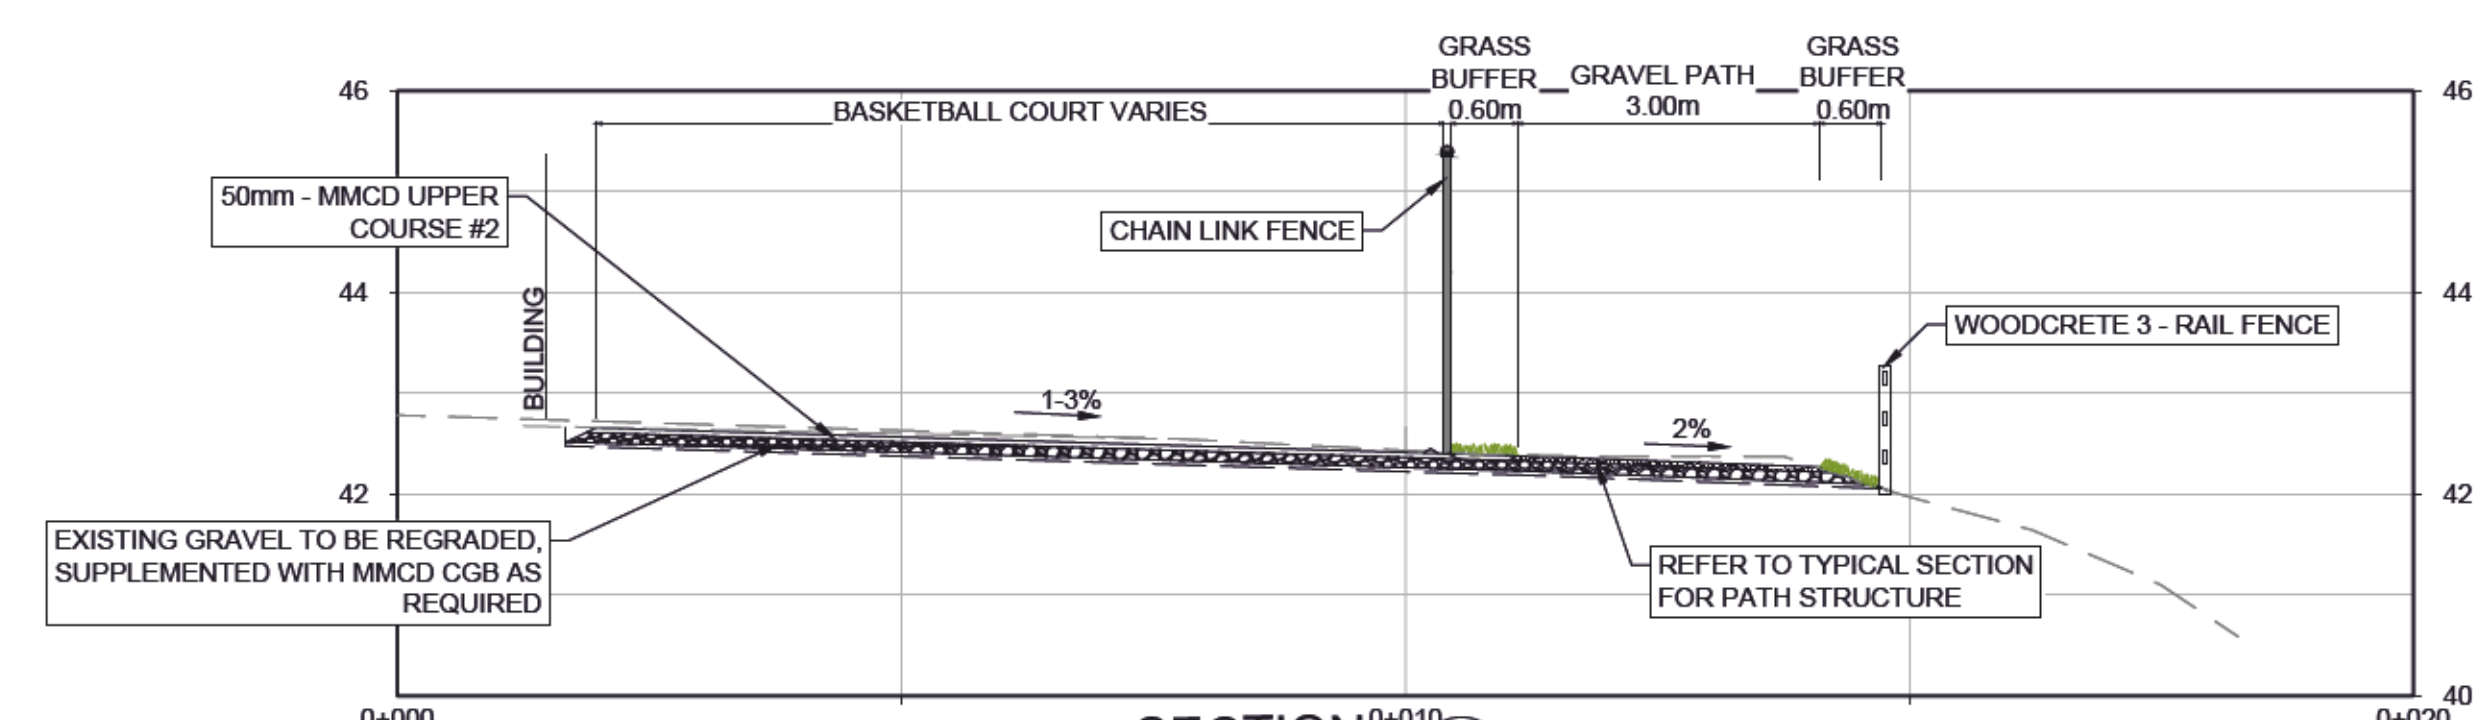 GRASS
BUFFER
0.60m
GRAVEL PATH
3.00m
GRASS
BUFFER
0.60m
46
46
BASKETBALL COURT VARIES
50mm - MMCD UPPER
COURSE #2
CHAIN LINK FENCE
44
44
BUILDING
WOODCRETE 3 - RAIL FENCE
1-3%
2%
42
42
EXISTING GRAVEL TO BE REGRADED,
SUPPLEMENTED WITH MMCD CGB AS
REQUIRED
REFER TO TYPICAL SECTION
FOR PATH STRUCTURE
40
0+000
SECTION
0+010
0+020